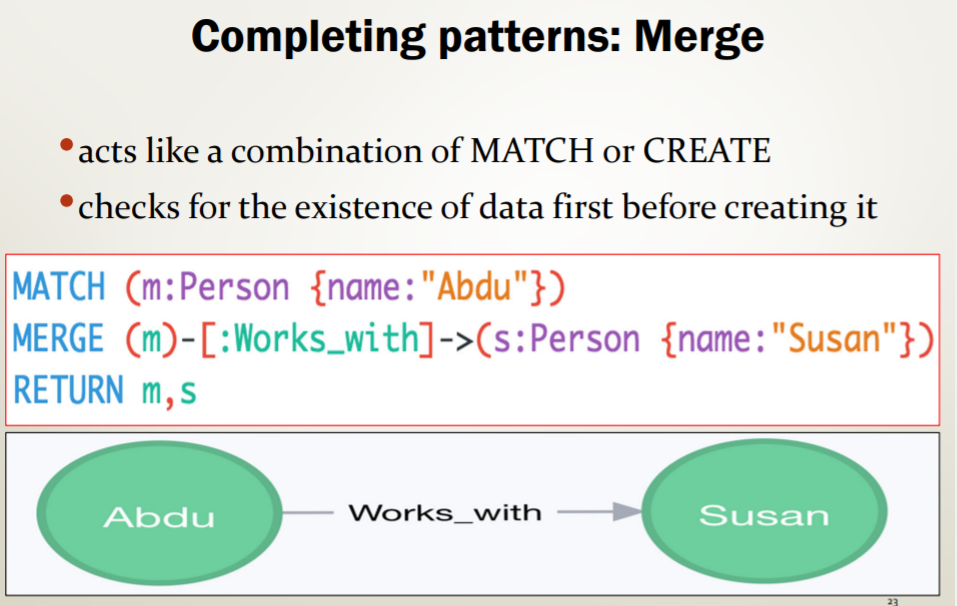 Completing patterns: Merge
•acts like a combination of MATCH or CREATE
•checks for the existence of data first before creating it
MATCH (m:Person {name:"Abdu"})
MERGE (m)-[:Works_with]->(s:Person {name:"Susan"})
RETURN m,s
Abdu Works_with Susan
23